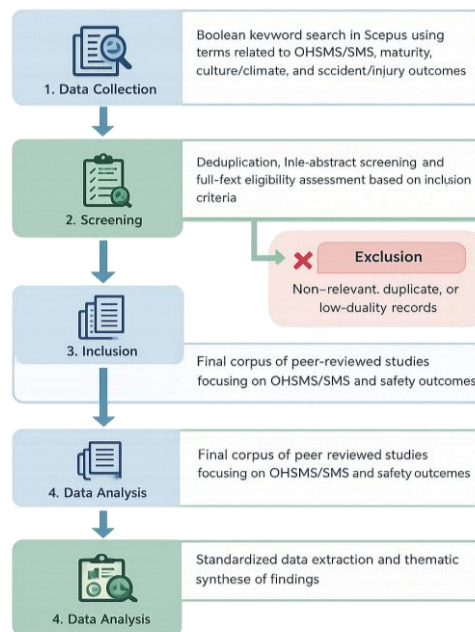 Boolean kevword search in Scepus using
terms related to OHSMS/SMS, maturity,
culture/climate, and sccident/injury outcomes
1. Data Collection
Deduplication, Inle-abstract screening and
full-fext eligibility assessment based on inclusion
criteria
2. Screening
Exclusion
Non-relevant. duplicate, or
low-duality records
3. Inclusion
Final corpus of peer-reviewed studies
focusing on OHSMS/SMS and safety outcomes
Final corpus of peer reviewed studies
focusing on OHSMS/SMS and safety outcomes
4. Data Analysis
Standardized data extraction and thematic
synthese of findings
4. Data Analysis